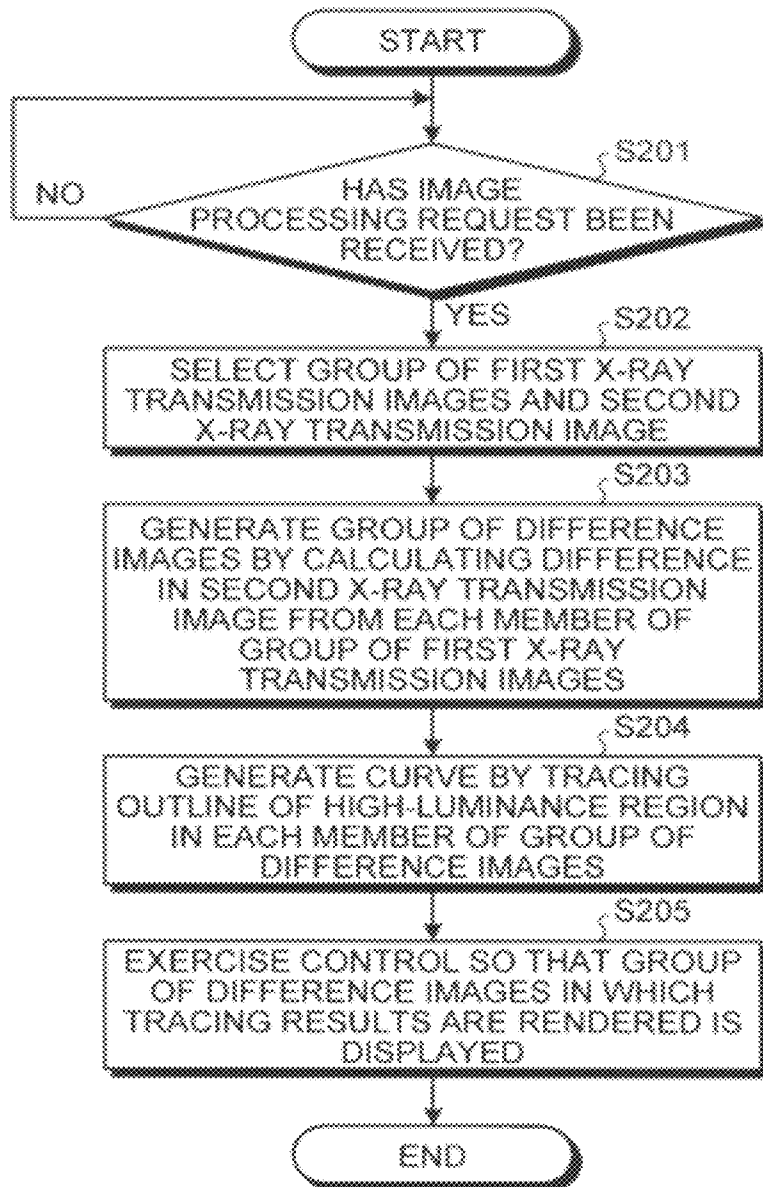 START
S201
NO
HAS IMAGE
PROCESSING REQUEST BEEN
RECEIVED?
YES
S202
SELECT GROUP OF FIRST X-RAY
TRANSMISSION IMAGES AND SECOND
X-RAY TRANSMISSION IMAGE
S203
GENERATE GROUP OF DIFFERENCE
IMAGES BY CALCULATING DIFFERENCE
IN SECOND X-RAY TRANSMISSION
IMAGE FROM EACH MEMBER OF
GROUP OF FIRST X-RAY
TRANSMISSION IMAGES
S204
GENERATE CURVE BY TRACING
OUTLINE OF HIGH-LUMINANCE REGION
IN EACH MEMBER OF GROUP OF
DIFFERENCE IMAGES
S205
EXERCISE CONTROL SO THAT GROUP
OF DIFFERENCE IMAGES IN WHICH
TRACING RESULTS ARE RENDERED IS
DISPLAYED
END